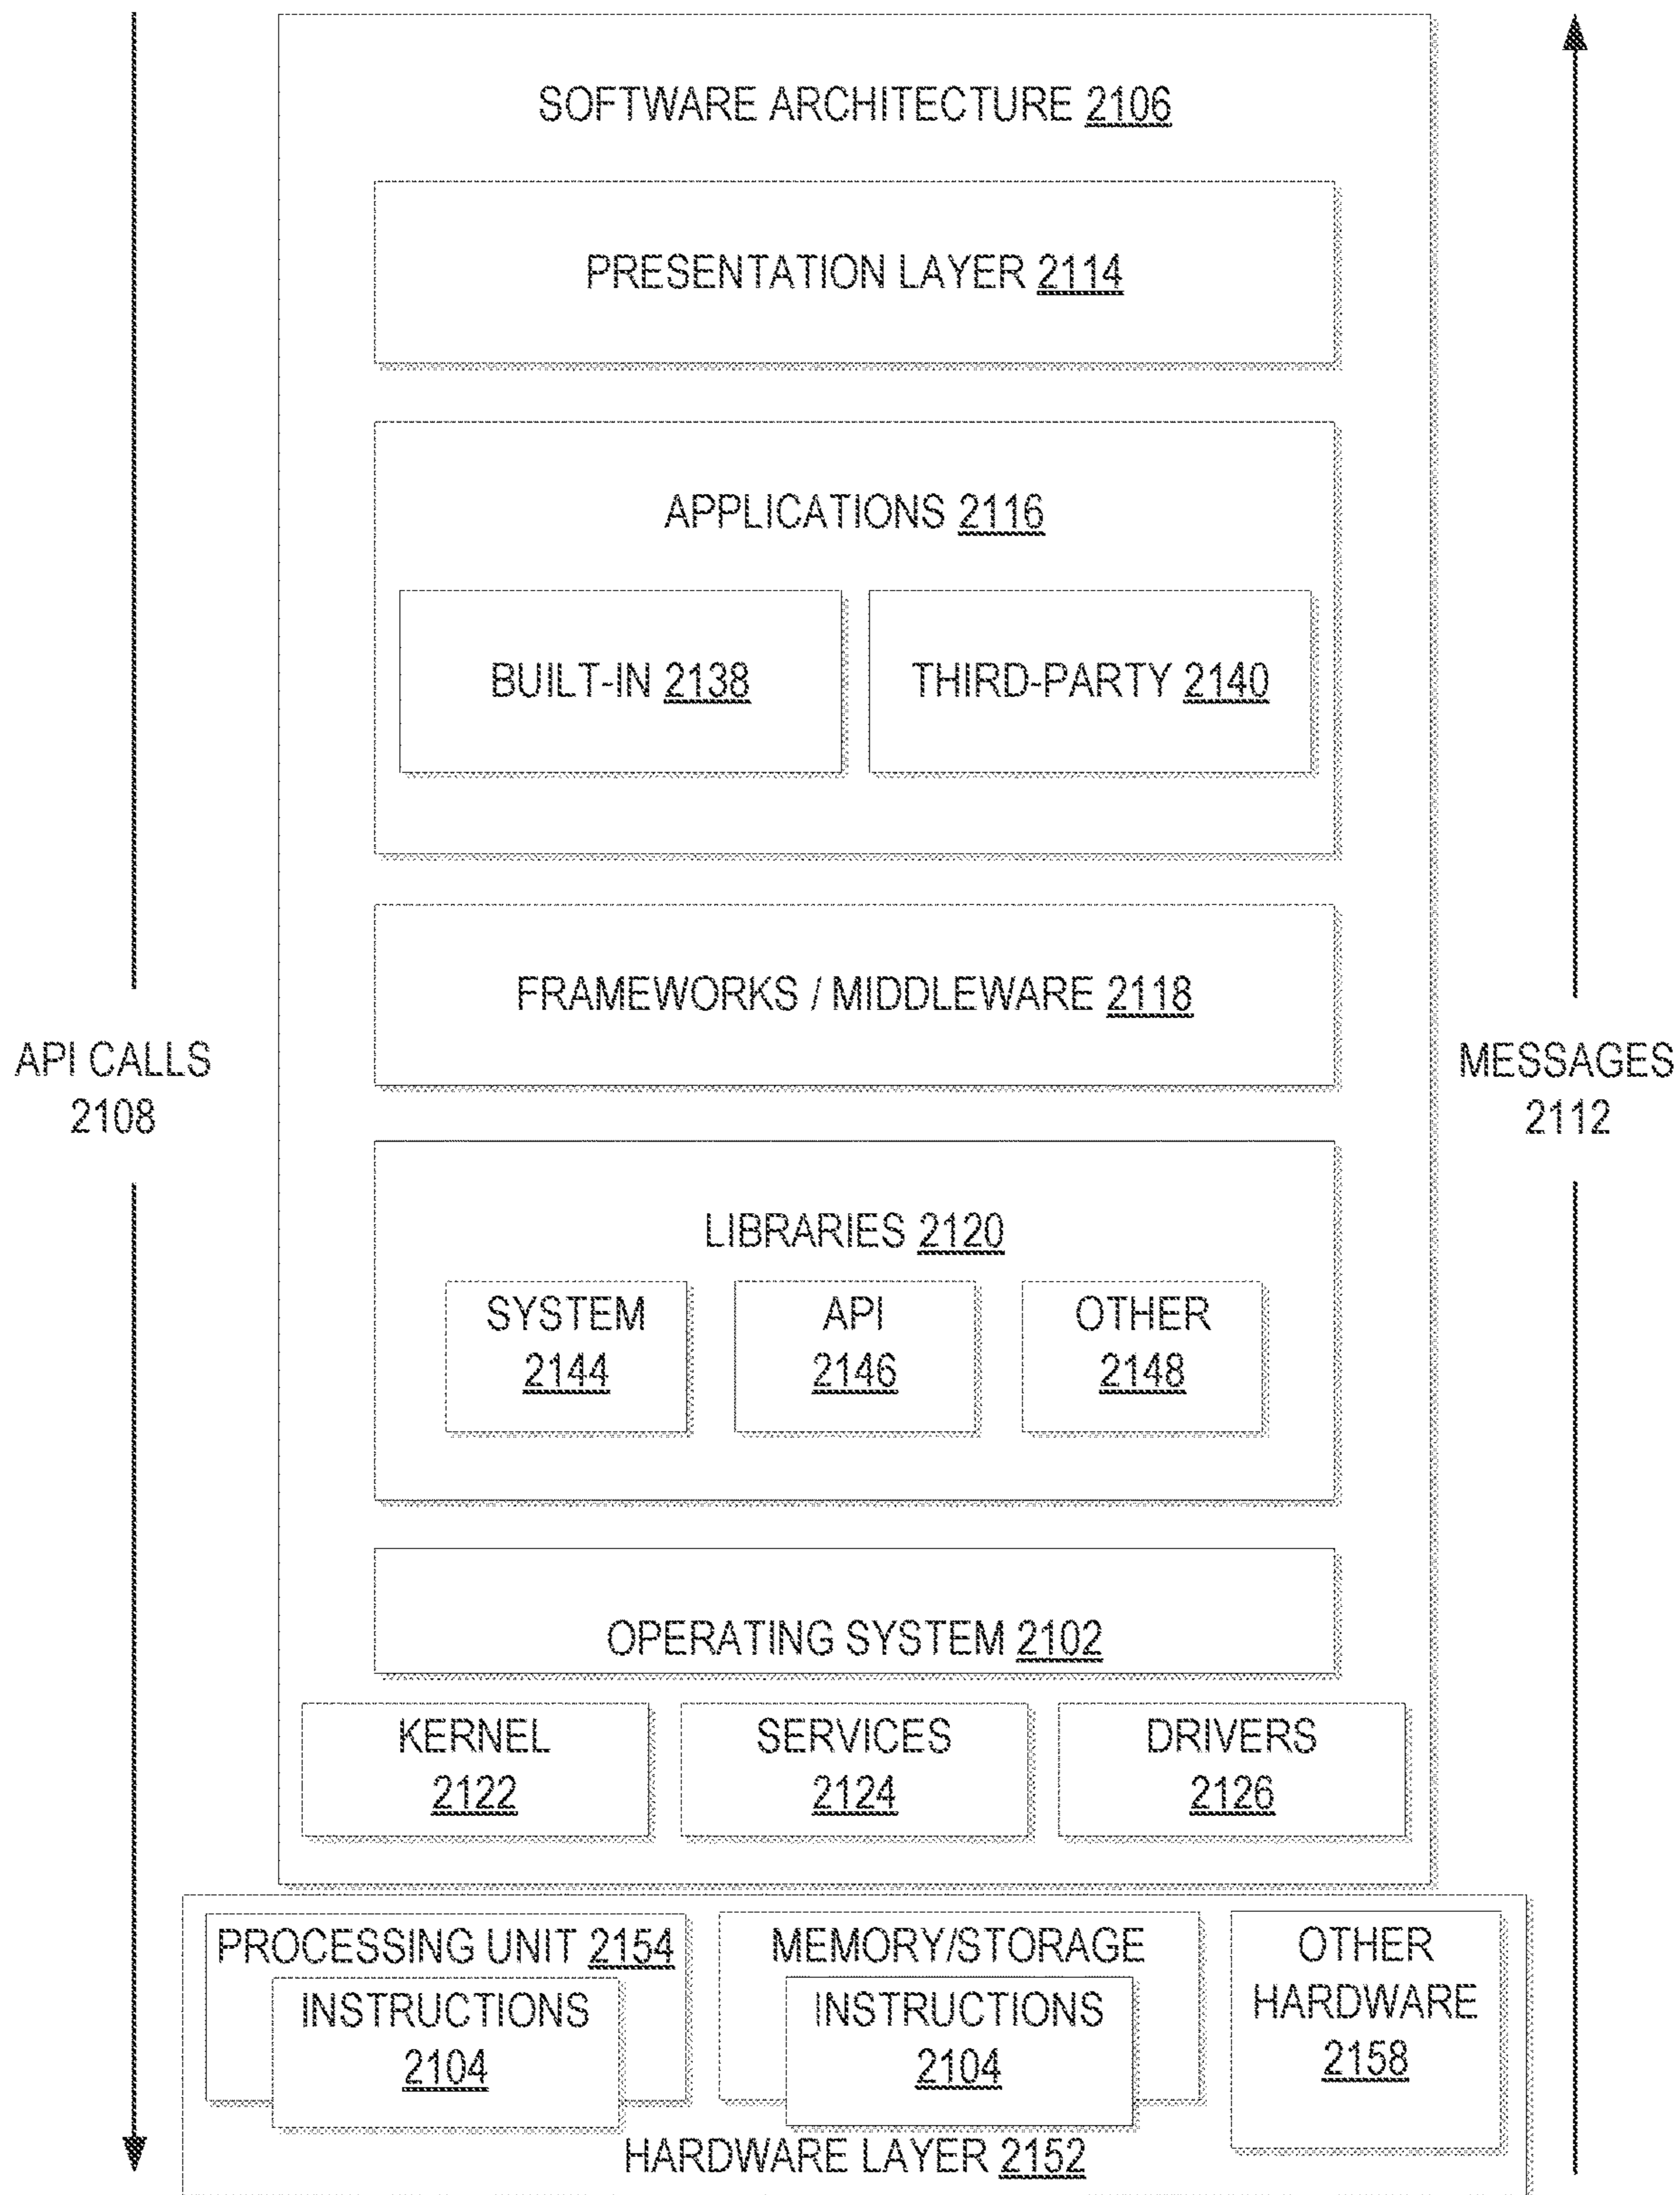 SOFTWARE ARCHITECTURE 2106
PRESENTATION LAYER 2114
APPLICATIONS 2116
BUILT-IN 2138
THIRD-PARTY 2140
FRAMEWORKS / MIDDLEWARE 2118
API CALLS
2108
MESSAGES
2112
LIBRARIES 2120
SYSTEM
2144
API
2146
OTHER
2148
OPERATING SYSTEM 2102
KERNEL
2122
SERVICES
2124
DRIVERS
2126
PROCESSING UNIT 2154
INSTRUCTIONS
2104
MEMORY/STORAGE
INSTRUCTIONS
2104
OTHER
HARDWARE
2158
HARDWARE LAYER 2152